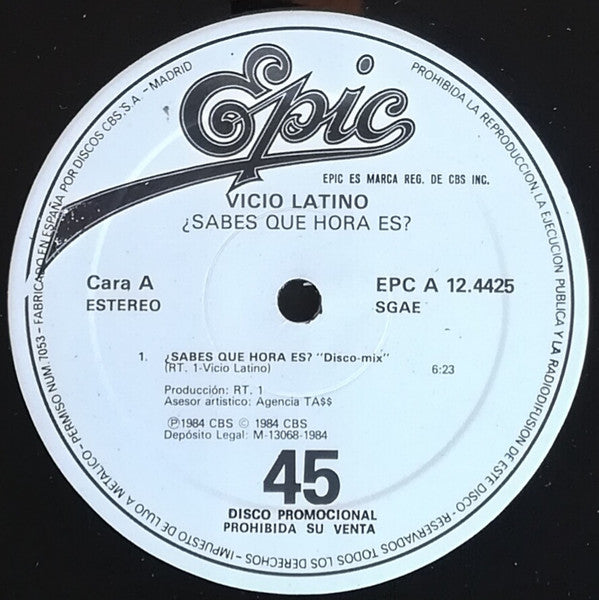 Epic
EPIC ES MARCA REG. DE CBS INC.
VICIO LATINO
¿SABES QUE HORA ES?
Cara A
ESTEREO
EPC A 12.4425
SGAE
1. ¿SABES QUE HORA ES? "Disco-mix"
(RT. 1-Vicio Latino) 6:23
Producción: RT. 1
Asesor artistico: Agencia TA$$
Ⓟ 1984 CBS © 1984 CBS
Depósito Legal: M-13068-1984
45
DISCO PROMOCIONAL
PROHIBIDA SU VENTA
PROHIBIDA LA REPRODUCCION, LA EJECUCION PUBLICA Y LA RADIODIFUSION DE ESTE DISCO - RESERVADOS TODOS LOS DERECHOS - IMPUESTO DE LUJO A METALICO - PERMISO NUM. 7053 - FABRICADO EN ESPAÑA POR DISCOS CBS, S.A. - MADRID